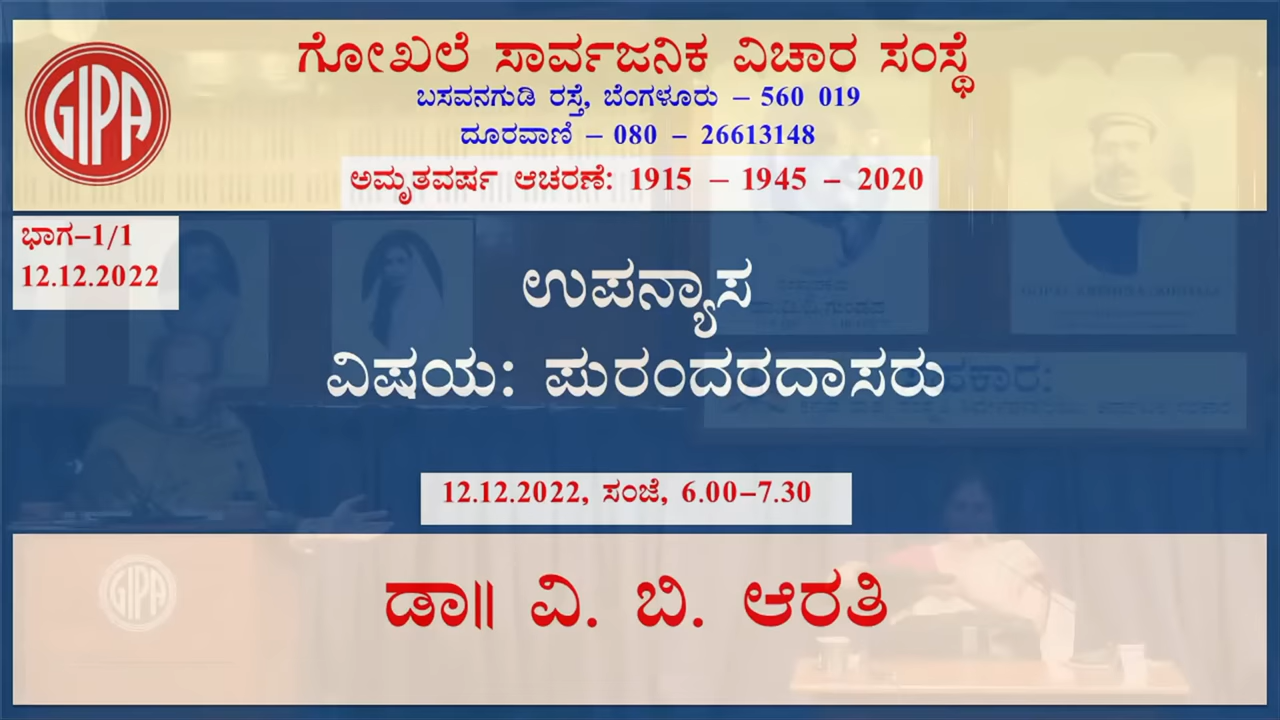 GIPA
ಗೋಖಲೆ ಸಾರ್ವಜನಿಕ ವಿಚಾರ ಸಂಸ್ಥೆ
ಬಸವನಗುಡಿ ರಸ್ತೆ, ಬೆಂಗಳೂರು – 560 019
ದೂರವಾಣಿ – 080 – 26613148
ಅಮೃತವರ್ಷ ಆಚರಣೆ: 1915 – 1945 – 2020
ಭಾಗ-1/1
12.12.2022
ಉಪನ್ಯಾಸ
ವಿಷಯ: ಪುರಂದರದಾಸರು
12.12.2022, ಸಂಜೆ, 6.00-7.30
GIPA
ಡಾ॥ ವಿ. ಬಿ. ಆರತಿ